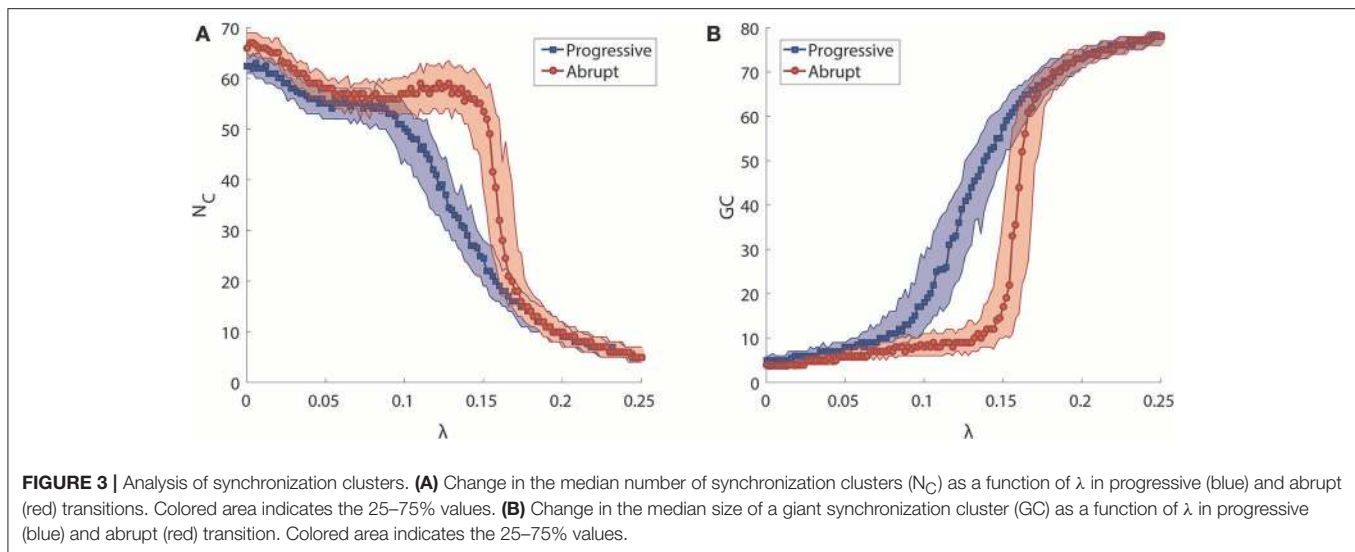 A
70
60
50
40
30
20
10
0
N_C
0 0.05 0.1 0.15 0.2 0.25
λ
Progressive
Abrupt
B
80
70
60
50
40
30
20
10
0
GC
0 0.05 0.1 0.15 0.2 0.25
λ
Progressive
Abrupt
FIGURE 3 | Analysis of synchronization clusters. (A) Change in the median number of synchronization clusters (N_C) as a function of λ in progressive (blue) and abrupt
(red) transitions. Colored area indicates the 25–75% values. (B) Change in the median size of a giant synchronization cluster (GC) as a function of λ in progressive
(blue) and abrupt (red) transition. Colored area indicates the 25–75% values.